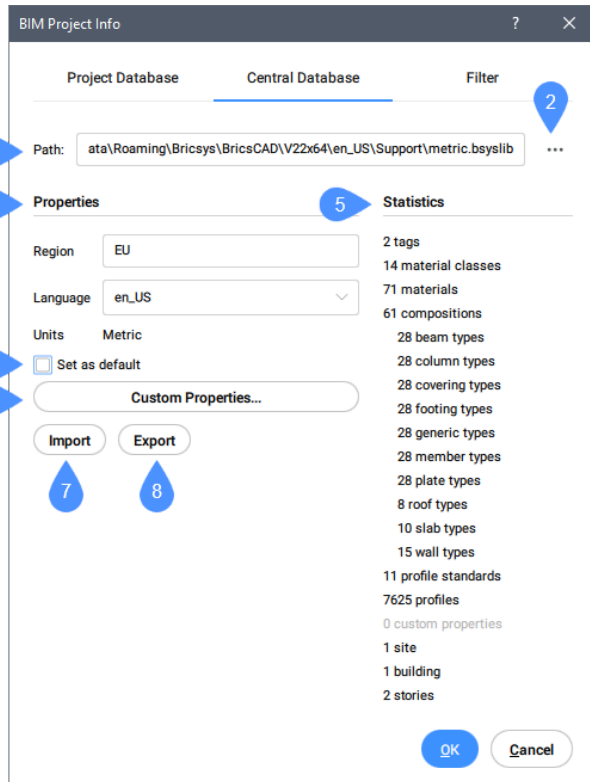 BIM Project Info ? ×
Project Database Central Database Filter
2
Path: ata\Roaming\Bricsys\BricsCAD\V22x64\en_US\Support\metric.bsyslib ...
Properties
5 Statistics
Region EU
Language en_US
Units Metric
Set as default
Custom Properties...
Import Export
7 8
2 tags
14 material classes
71 materials
61 compositions
28 beam types
28 column types
28 covering types
28 footing types
28 generic types
28 member types
28 plate types
8 roof types
10 slab types
15 wall types
11 profile standards
7625 profiles
0 custom properties
1 site
1 building
2 stories
OK Cancel